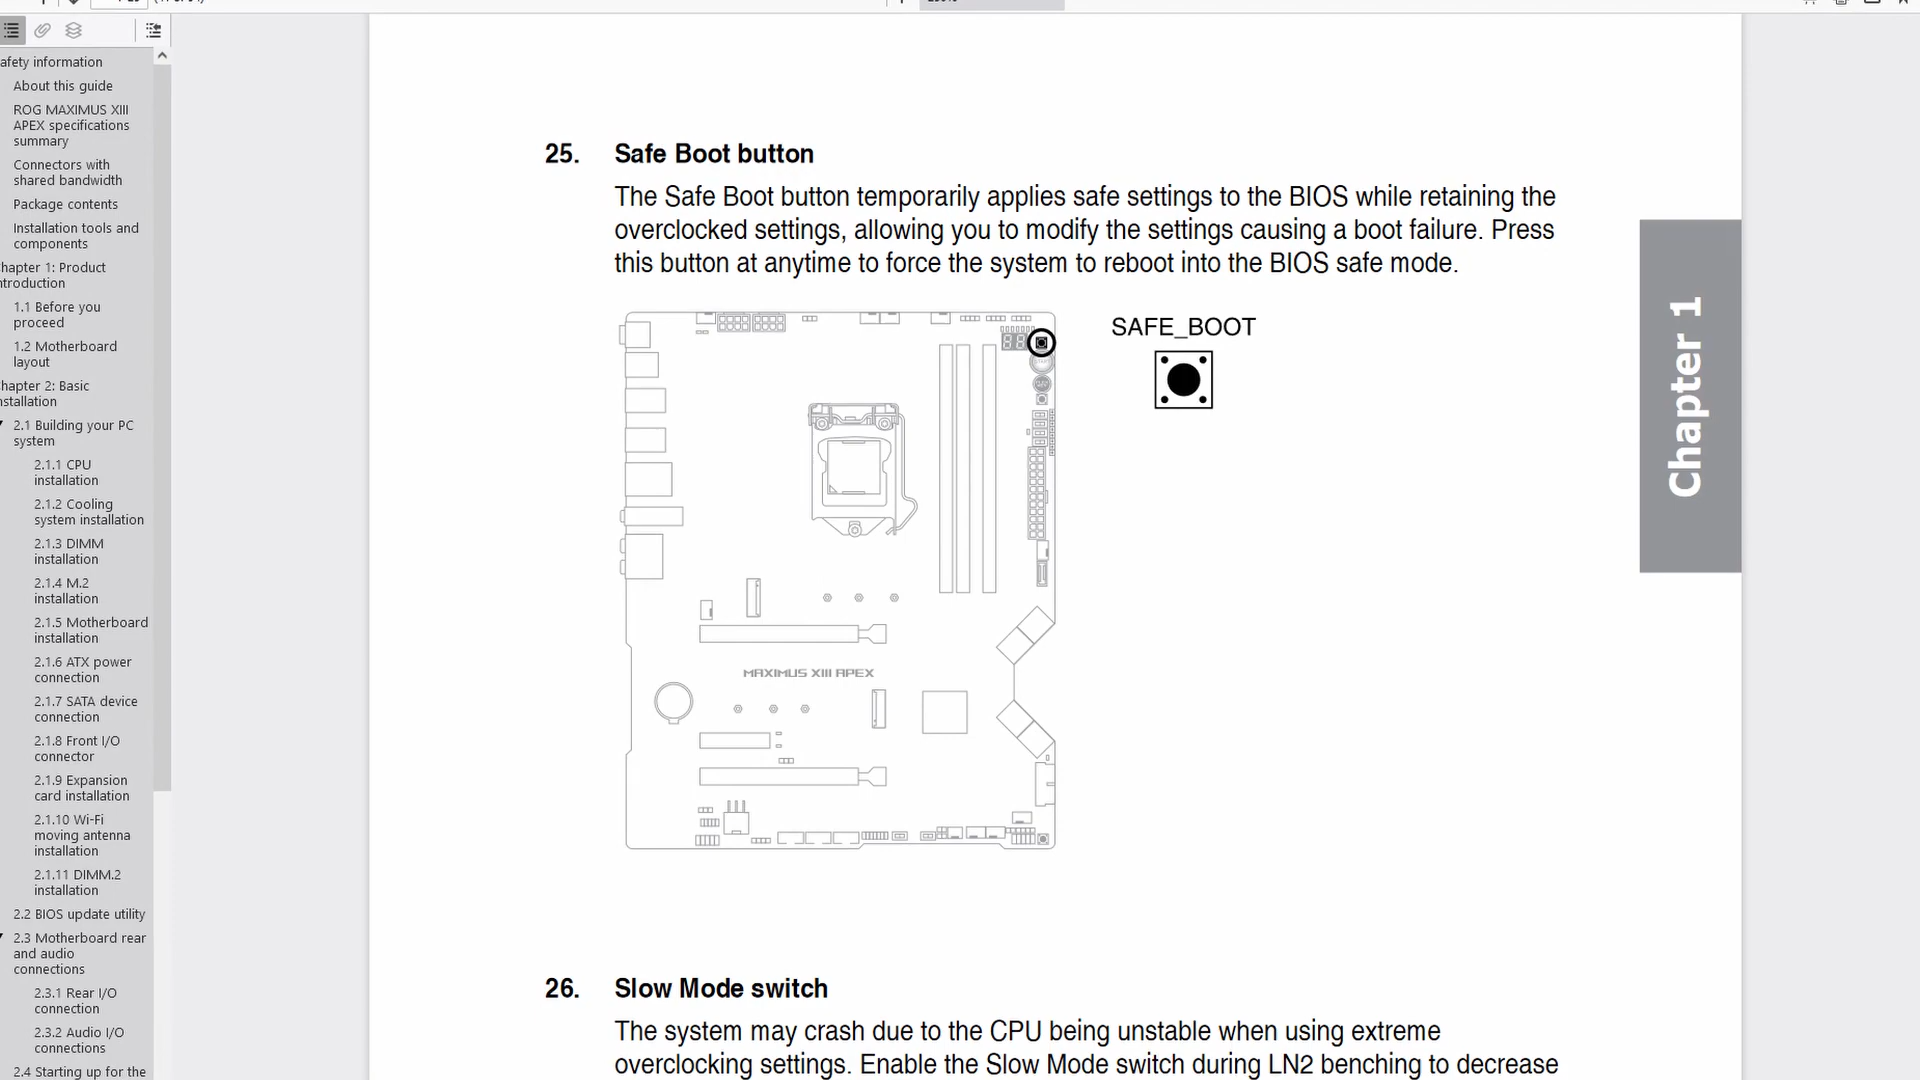 afety information
About this guide
ROG MAXIMUS XIII
APEX specifications
summary
Connectors with
shared bandwidth
Package contents
Installation tools and
components
hapter 1: Product
ntroduction
1.1 Before you
proceed
1.2 Motherboard
layout
hapter 2: Basic
nstallation
2.1 Building your PC
system
2.1.1 CPU
installation
2.1.2 Cooling
system installation
2.1.3 DIMM
installation
2.1.4 M.2
installation
2.1.5 Motherboard
installation
2.1.6 ATX power
connection
2.1.7 SATA device
connection
2.1.8 Front I/O
connector
2.1.9 Expansion
card installation
2.1.10 Wi-Fi
moving antenna
installation
2.1.11 DIMM.2
installation
2.2 BIOS update utility
2.3 Motherboard rear
and audio
connections
2.3.1 Rear I/O
connection
2.3.2 Audio I/O
connections
2.4 Starting up for the
25. Safe Boot button
The Safe Boot button temporarily applies safe settings to the BIOS while retaining the
overclocked settings, allowing you to modify the settings causing a boot failure. Press
this button at anytime to force the system to reboot into the BIOS safe mode.
SAFE_BOOT
MAXIMUS XIII APEX
Chapter 1
26. Slow Mode switch
The system may crash due to the CPU being unstable when using extreme
overclocking settings. Enable the Slow Mode switch during LN2 benching to decrease